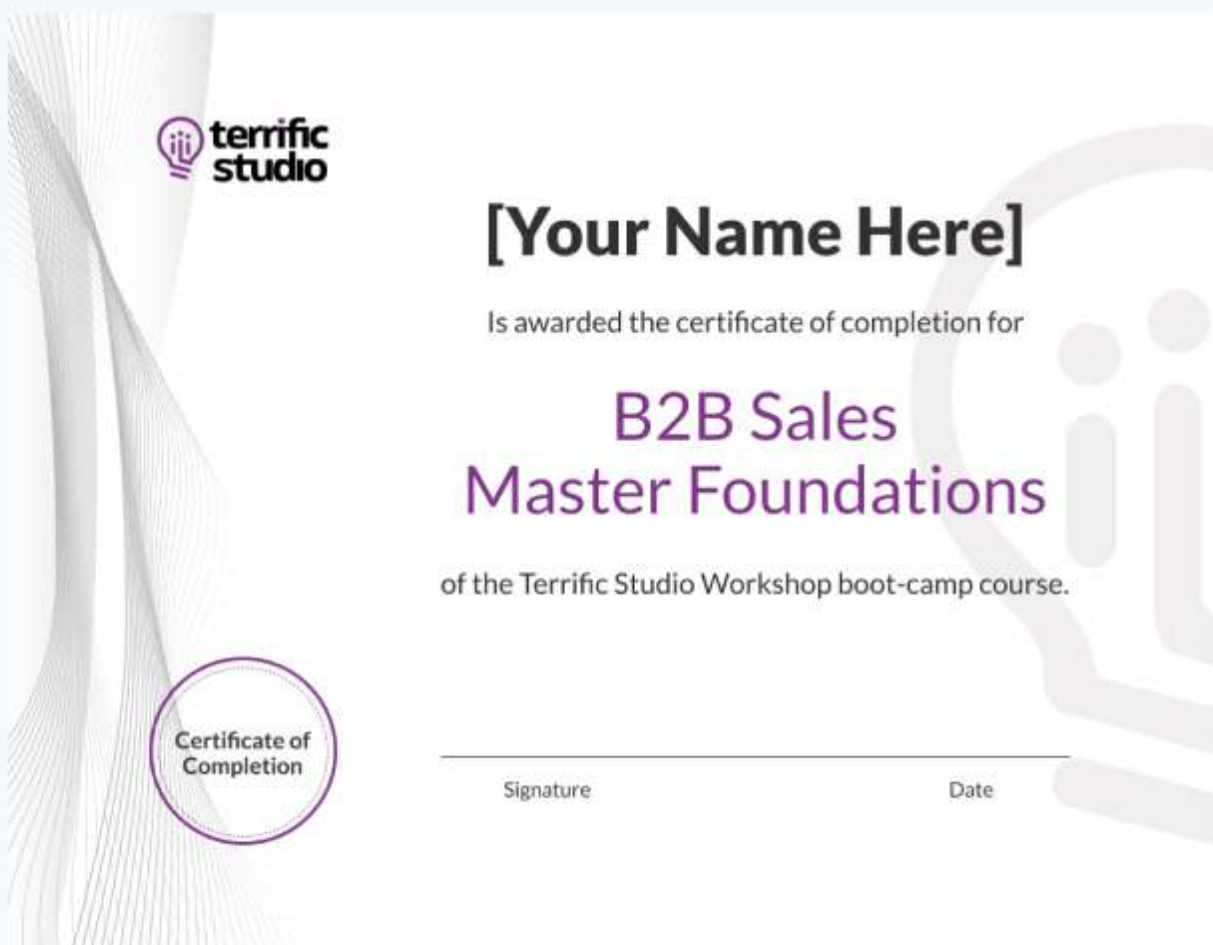 terrific
studio
[Your Name Here]
Is awarded the certificate of completion for
B2B Sales
Master Foundations
of the Terrific Studio Workshop boot-camp course.
Certificate of
Completion
Signature Date